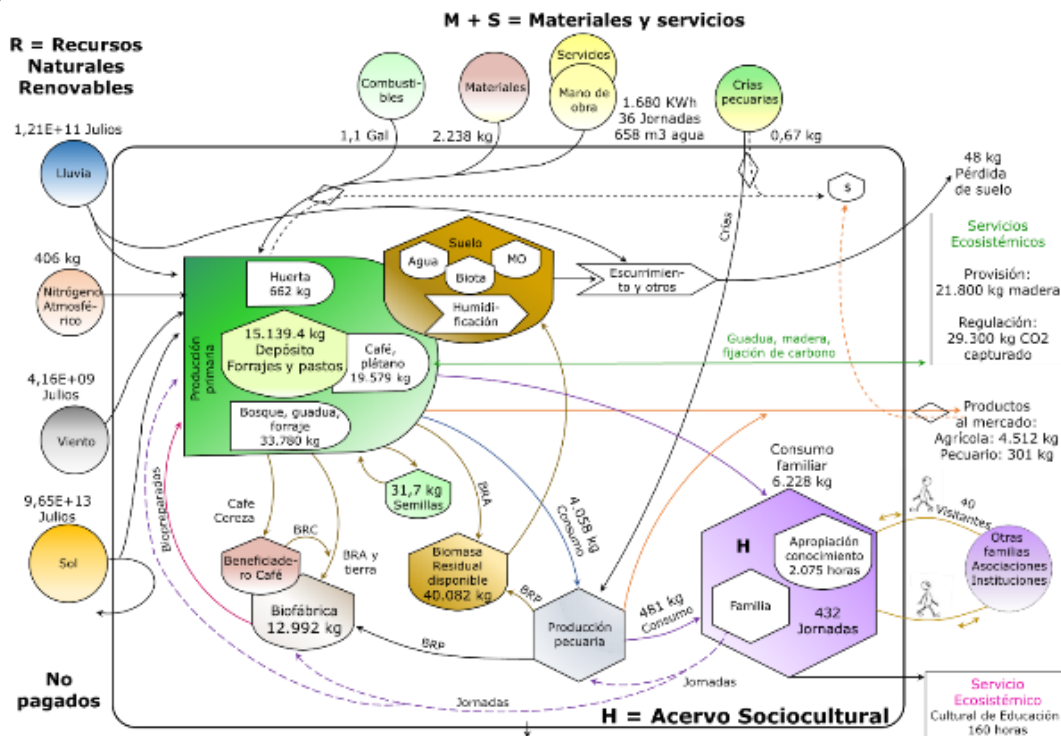 M + S = Materiales y servicios
R = Recursos
Naturales
Renovables
Combusti-
bles
Materiales
Servicios
Mano de
obra
Crías
pecuarias
1,21E+11 Julios
1,1 Gal
2.238 kg
1.680 KWh
36 Jornadas
658 m3 agua
0,67 kg
48 kg
Pérdida
de suelo
Lluvia
S
Crías
Servicios
Ecosistémicos
Provisión:
21.800 kg madera
Regulación:
29.300 kg CO2
capturado
406 kg
Nitrógeno
Atmosfé-
rico
Suelo
Agua
Biota
MO
Humidi-
ficación
Escurrimien-
to y otros
Producción
primaria
Huerta
662 kg
15.139.4 kg
Depósito
Forrajes y pastos
Café,
plátano
19.579 kg
Bosque, guadua,
forraje
33.780 kg
Guadua, madera,
fijación de carbono
4,16E+09
Julios
Viento
Productos
al mercado:
Agrícola: 4.512 kg
Pecuario: 301 kg
Consumo
familiar
6.228 kg
9,65E+13
Julios
Sol
Biopreparados
Cafe
Cereza
BRC
BRA y
tierra
31,7 kg
Semillas
BRA
4.058 kg
Consumo
Beneficiade-
ro Café
Biofábrica
12.992 kg
Biomasa
Residual
disponible
40.082 kg
BRP
BRP
Producción
pecuaria
481 kg
Consumo
H
Apropiación
conocimiento
2.075 horas
Familia
432
Jornadas
40
Visitantes
Otras
familias
Asociaciones
Instituciones
No
pagados
Jornadas
Jornadas
H = Acervo Sociocultural
Servicio
Ecosistémico
Cultural de Educación
160 horas